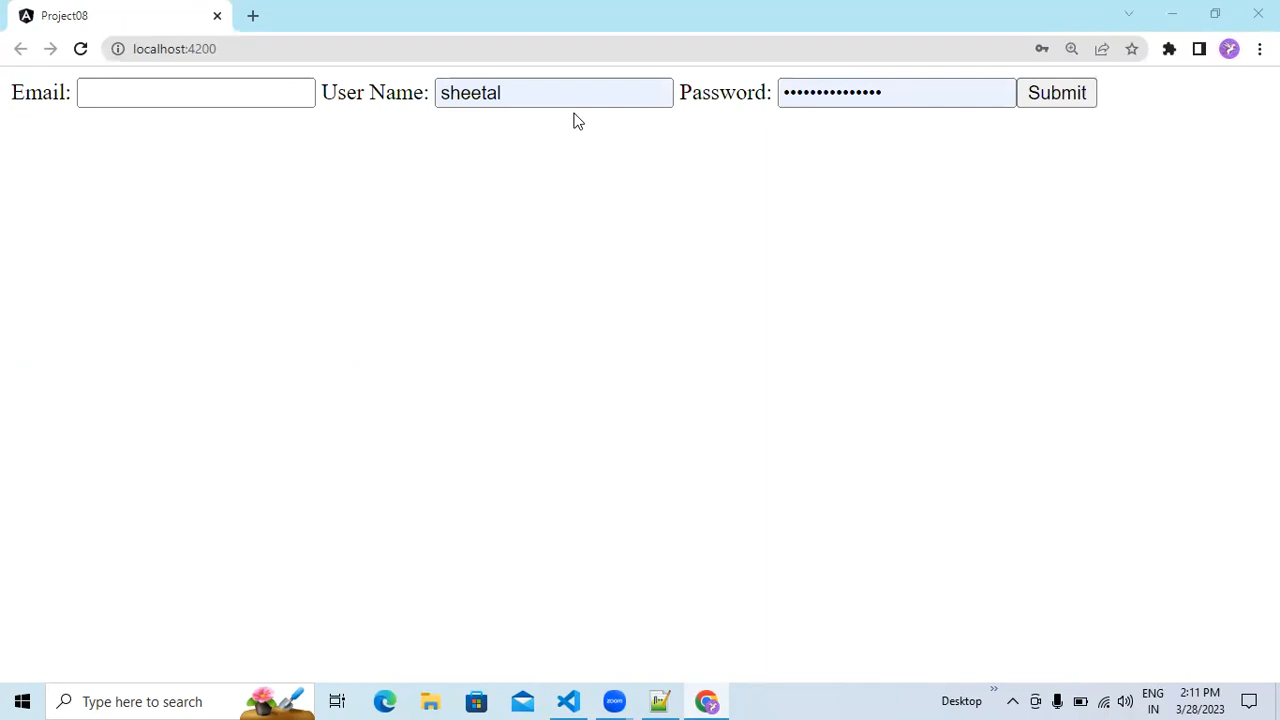 Project08
localhost:4200
Email: User Name: sheetal Password: ••••••••••••••• Submit
Type here to search
zoom
Desktop
ENG
IN
2:11 PM
3/28/2023